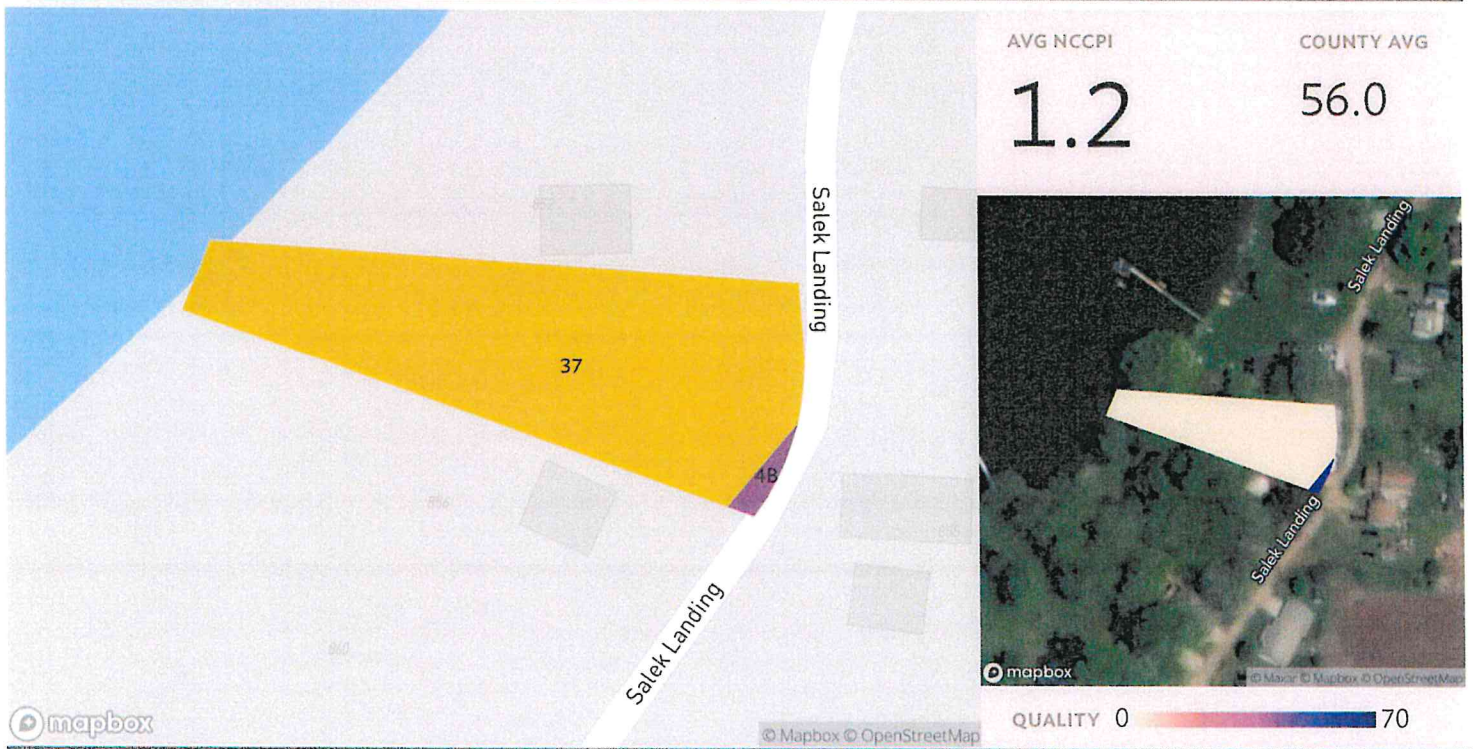 AVG NCCPI
COUNTY AVG
1.2
56.0
Salek Landing
37
4B
860
Salek Landing
mapbox
© Mapbox © OpenStreetMap
Salek Landing
Salek Landing
mapbox
© Maxar © Mapbox © OpenStreetMap
QUALITY 0
70